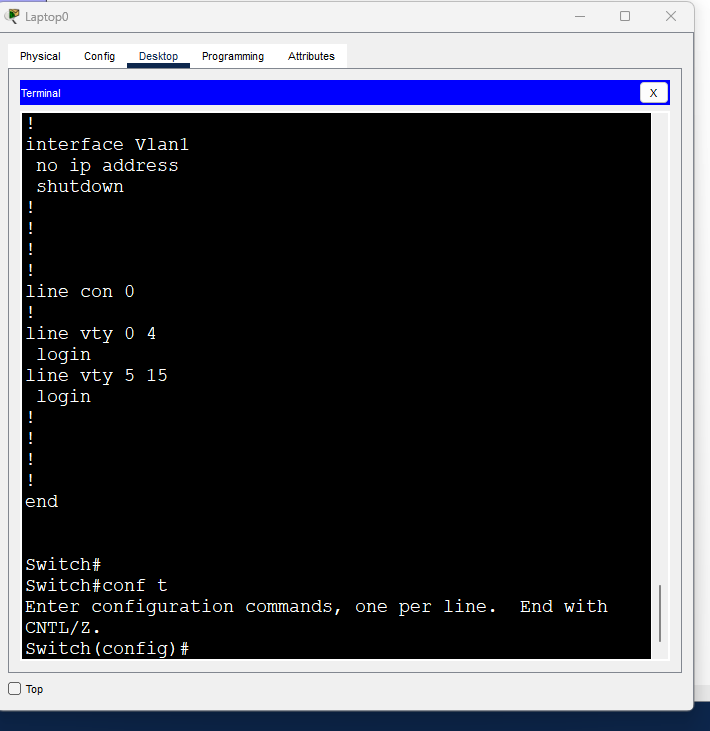 Laptop0
Physical Config Desktop Programming Attributes
Terminal X
!
interface Vlan1
 no ip address
 shutdown
!
!
!
!
line con 0
!
line vty 0 4
 login
line vty 5 15
 login
!
!
!
!
end
Switch#
Switch#conf t
Enter configuration commands, one per line.  End with
CNTL/Z.
Switch(config)#
Top